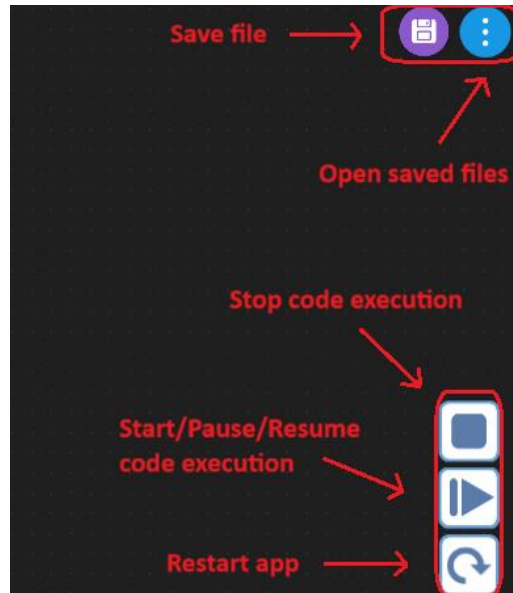 Save file
Open saved files
Stop code execution
Start/Pause/Resume
code execution
Restart app